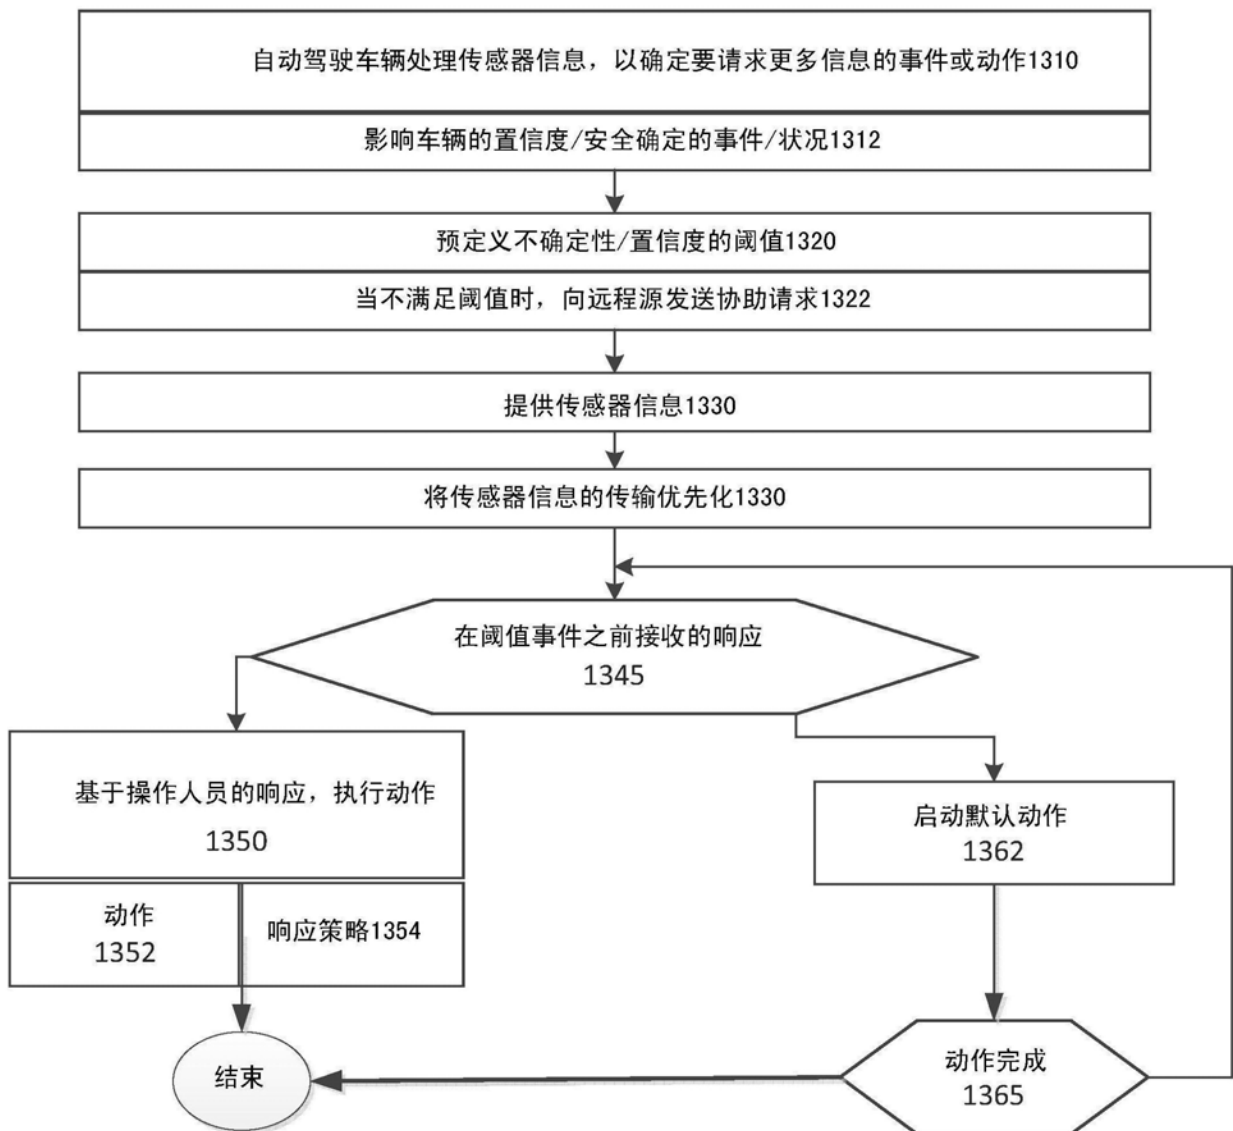 自动驾驶车辆处理传感器信息，以确定要请求更多信息的事件或动作1310
影响车辆的置信度/安全确定的事件/状况1312
预定义不确定性/置信度的阈值1320
当不满足阈值时，向远程源发送协助请求1322
提供传感器信息1330
将传感器信息的传输优先化1330
在阈值事件之前接收的响应
1345
基于操作人员的响应，执行动作
1350
启动默认动作
1362
动作
1352
响应策略1354
结束
动作完成
1365